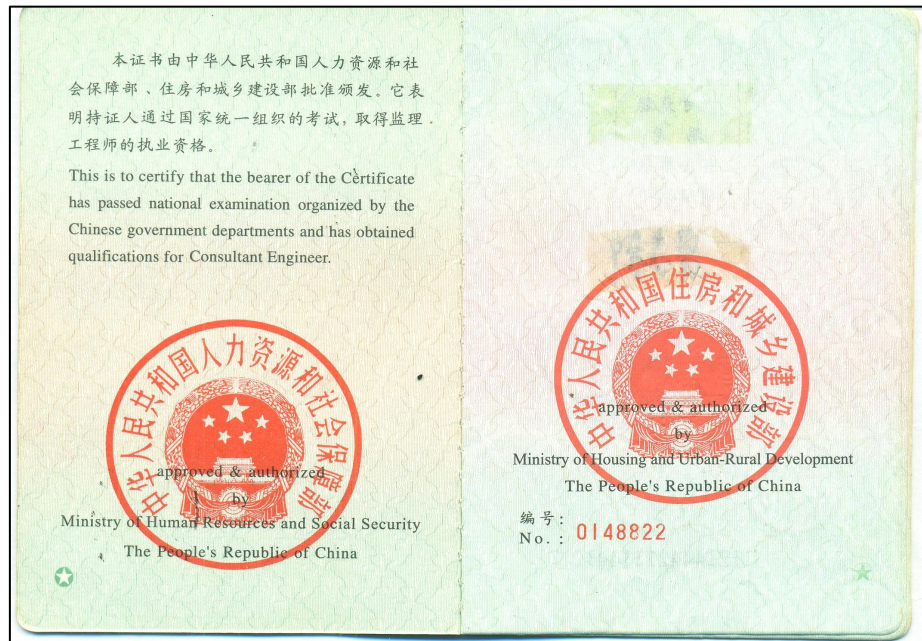 本证书由中华人民共和国人力资源和社
会保障部、住房和城乡建设部批准颁发。它表
明持证人通过国家统一组织的考试，取得监理
工程师的执业资格。
This is to certify that the bearer of the Certificate
has passed national examination organized by the
Chinese government departments and has obtained
qualifications for Consultant Engineer.
中华人民共和国人力资源和社会保障部
approved & authorized
by
Ministry of Human Resources and Social Security
The People's Republic of China
中华人民共和国住房和城乡建设部
approved & authorized
by
Ministry of Housing and Urban-Rural Development
The People's Republic of China
编号：
No.: 0148822